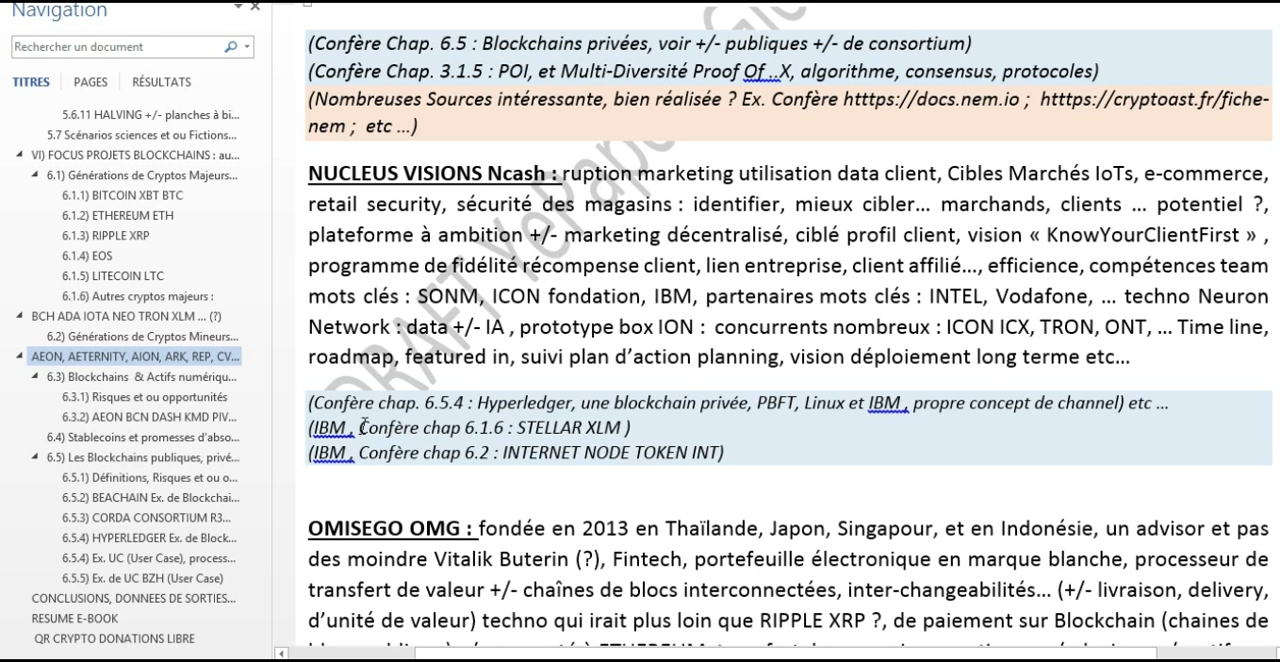 Navigation
Rechercher un document
TITRES PAGES RÉSULTATS
5.6.11 HALVING +/- planches à bi...
5.7 Scénarios sciences et ou Fictions...
VI) FOCUS PROJETS BLOCKCHAINS : au...
6.1) Générations de Cryptos Majeurs...
6.1.1) BITCOIN XBT BTC
6.1.2) ETHEREUM ETH
6.1.3) RIPPLE XRP
6.1.4) EOS
6.1.5) LITECOIN LTC
6.1.6) Autres cryptos majeurs :
BCH ADA IOTA NEO TRON XLM ... (?)
6.2) Générations de Cryptos Mineurs...
AEON, AETERNITY, AION, ARK, REP, CV...
6.3) Blockchains & Actifs numériqu...
6.3.1) Risques et ou opportunités
6.3.2) AEON BCN DASH KMD PIV...
6.4) Stablecoins et promesses d'abso...
6.5) Les Blockchains publiques, privé...
6.5.1) Définitions, Risques et ou o...
6.5.2) BEACHAIN Ex. de Blockchai...
6.5.3) CORDA CONSORTIUM R3...
6.5.4) HYPERLEDGER Ex. de Block...
6.5.4) Ex. UC (User Case), process...
6.5.5) Ex. de UC BZH (User Case)
CONCLUSIONS, DONNEES DE SORTIES...
RESUME E-BOOK
QR CRYPTO DONATIONS LIBRE
(Confère Chap. 6.5 : Blockchains privées, voir +/- publiques +/- de consortium)
(Confère Chap. 3.1.5 : POI, et Multi-Diversité Proof Of ..X, algorithme, consensus, protocoles)
(Nombreuses Sources intéressante, bien réalisée ? Ex. Confère htttps://docs.nem.io ; htttps://cryptoast.fr/fiche-
nem ; etc ...)
NUCLEUS VISIONS Ncash : ruption marketing utilisation data client, Cibles Marchés IoTs, e-commerce,
retail security, sécurité des magasins : identifier, mieux cibler... marchands, clients ... potentiel ?,
plateforme à ambition +/- marketing décentralisé, ciblé profil client, vision « KnowYourClientFirst » ,
programme de fidélité récompense client, lien entreprise, client affilié..., efficience, compétences team
mots clés : SONM, ICON fondation, IBM, partenaires mots clés : INTEL, Vodafone, ... techno Neuron
Network : data +/- IA , prototype box ION : concurrents nombreux : ICON ICX, TRON, ONT, ... Time line,
roadmap, featured in, suivi plan d'action planning, vision déploiement long terme etc...
(Confère chap. 6.5.4 : Hyperledger, une blockchain privée, PBFT, Linux et IBM , propre concept de channel) etc ...
(IBM , Confère chap 6.1.6 : STELLAR XLM )
(IBM , Confère chap 6.2 : INTERNET NODE TOKEN INT)
OMISEGO OMG : fondée en 2013 en Thaïlande, Japon, Singapour, et en Indonésie, un advisor et pas
des moindre Vitalik Buterin (?), Fintech, portefeuille électronique en marque blanche, processeur de
transfert de valeur +/- chaînes de blocs interconnectées, inter-changeabilités... (+/- livraison, delivery,
d'unité de valeur) techno qui irait plus loin que RIPPLE XRP ?, de paiement sur Blockchain (chaines de
DRAFT